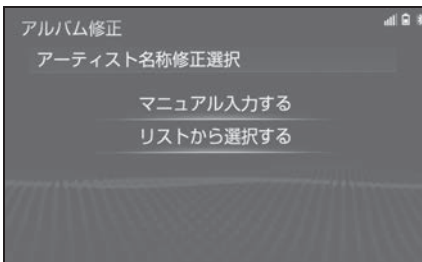 アルバム修正
アーティスト名称修正選択
マニュアル入力する
リストから選択する